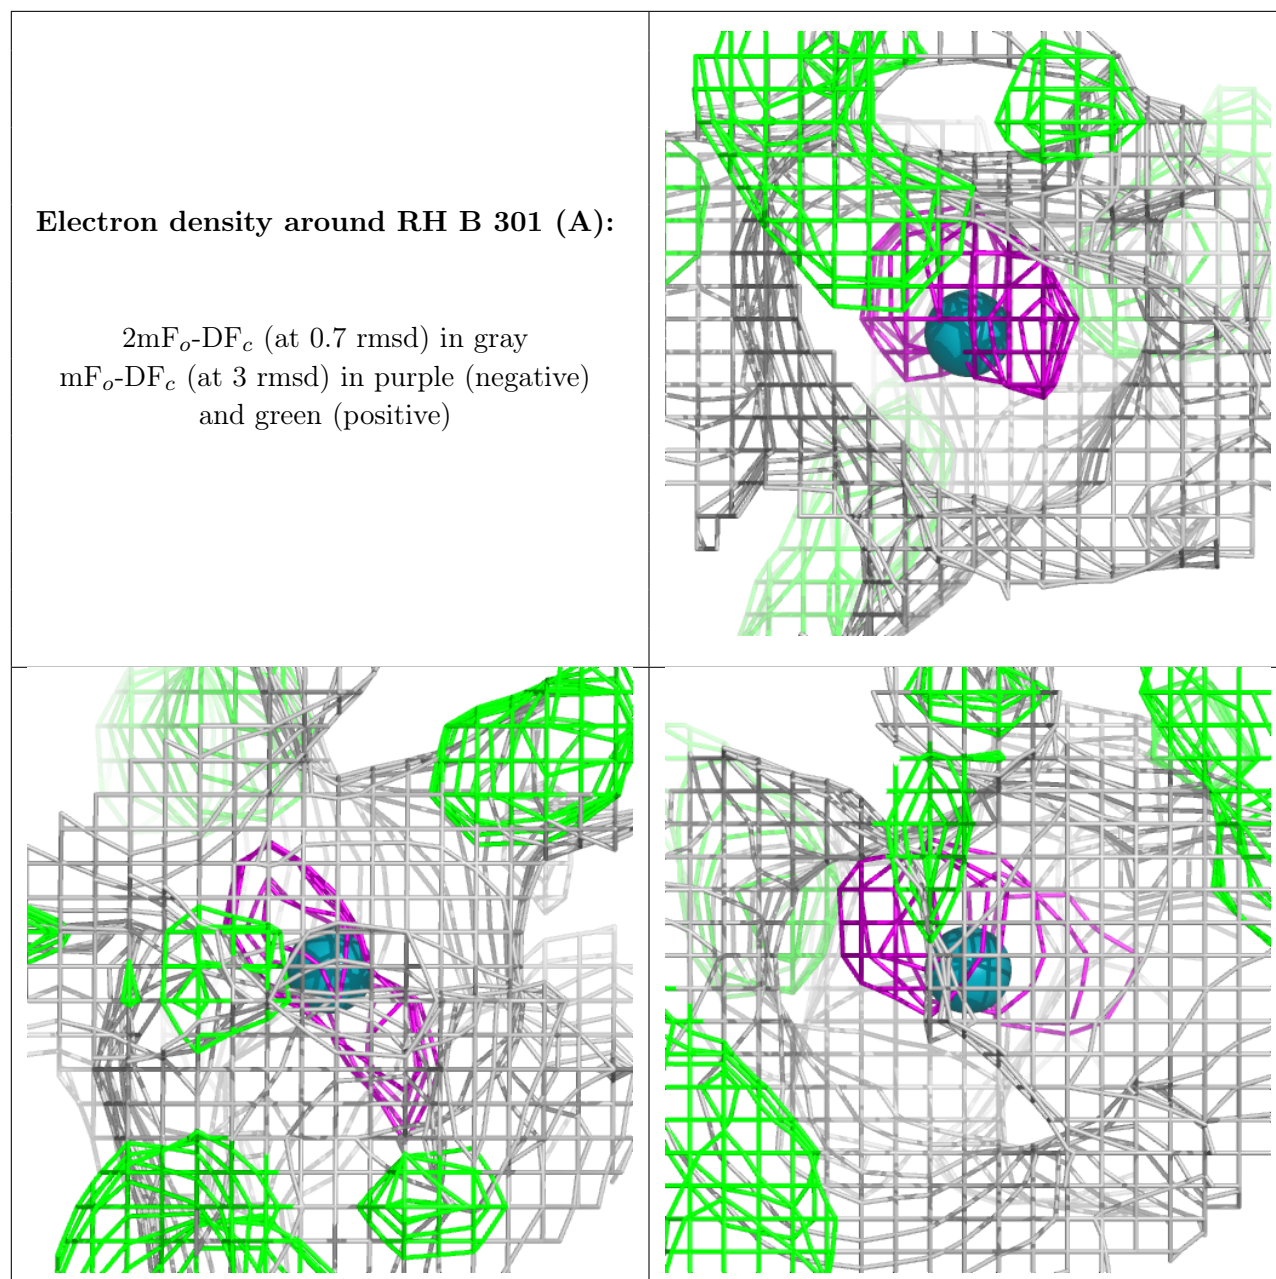 Electron density around RH B 301 (A):
2mFₒ-DF𝒸 (at 0.7 rmsd) in gray
mFₒ-DF𝒸 (at 3 rmsd) in purple (negative)
and green (positive)